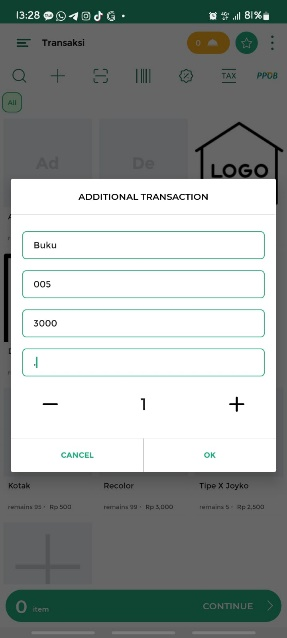 13:28
81%
Transaksi
0
TAX
PPOB
All
Ad
De
LOGO
ADDITIONAL TRANSACTION
Buku
005
3000
.
1
CANCEL
OK
Kotak
Recolor
Tipe X Joyko
remains 35 - Rp 500
remains 99 - Rp 3,000
remains 5 - Rp 2,500
0 item
CONTINUE